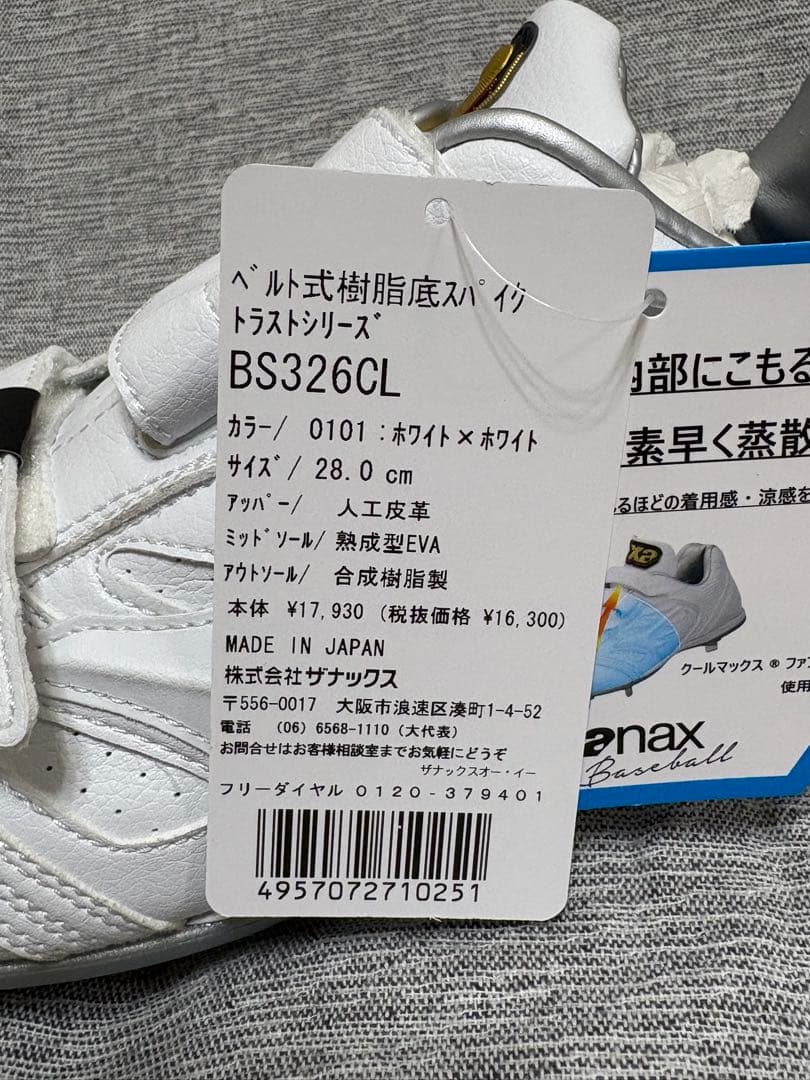 ベルト式樹脂底スパイク
トラストシリーズ
BS326CL
カラー/ 0101:ホワイト×ホワイト
サイズ/ 28.0 cm
アッパー/ 人工皮革
ミッドソール/ 熟成型EVA
アウトソール/ 合成樹脂製
本体 ¥17,930 (税抜価格 ¥16,300)
MADE IN JAPAN
株式会社ザナックス
〒556-0017 大阪市浪速区湊町1-4-52
電話 (06) 6568-1110 (大代表)
お問合せはお客様相談室までお気軽にどうぞ
ザナックスオー・イー
フリーダイヤル 0120-379401
4957072710251
内部にこもる
素早く蒸散
るほどの着用感・涼感を
クールマックス ® ファ
使用
anax
Baseball